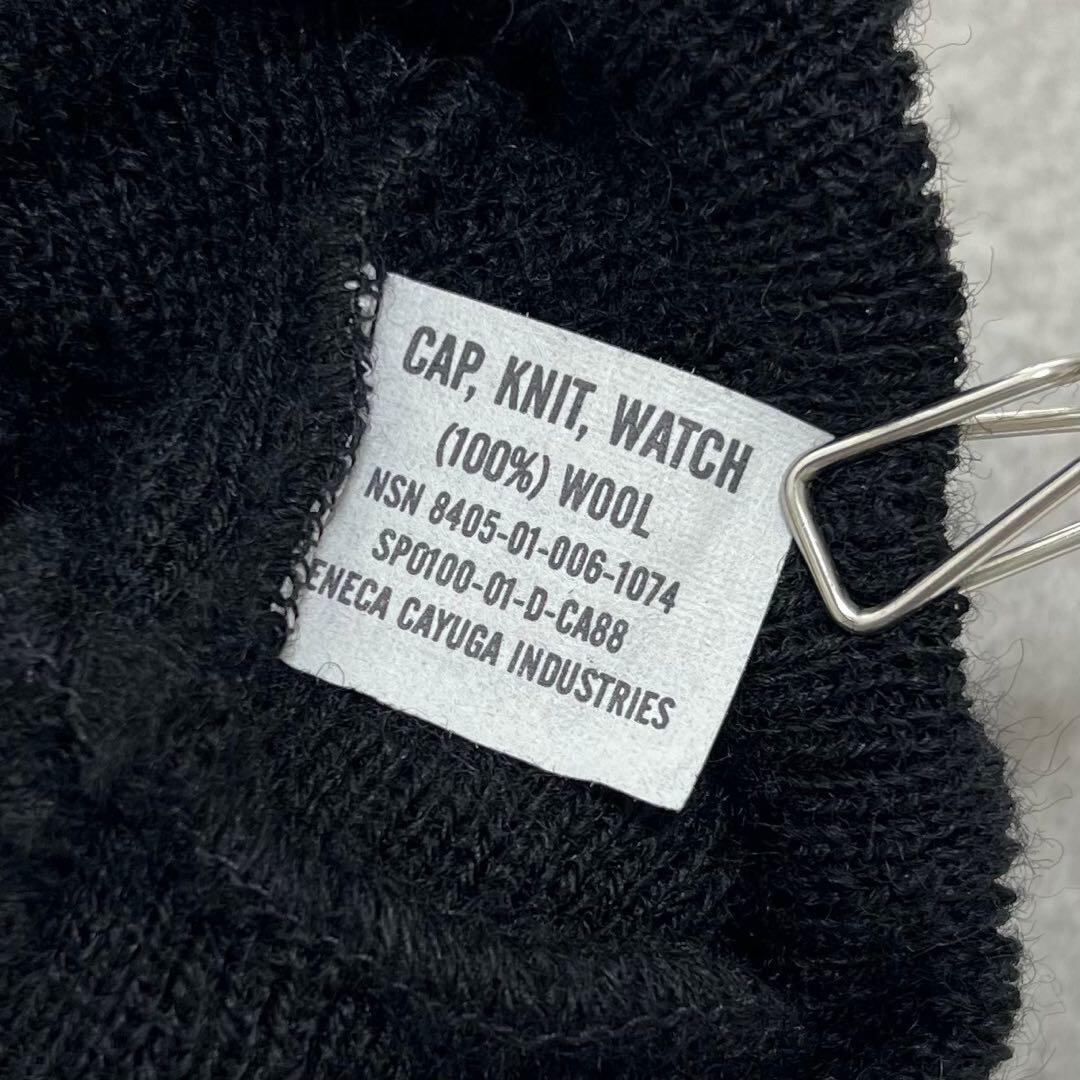 CAP, KNIT, WATCH
(100%) WOOL
NSN 8405-01-006-1074
SP0100-01-D-CA88
ENECA CAYUGA INDUSTRIES